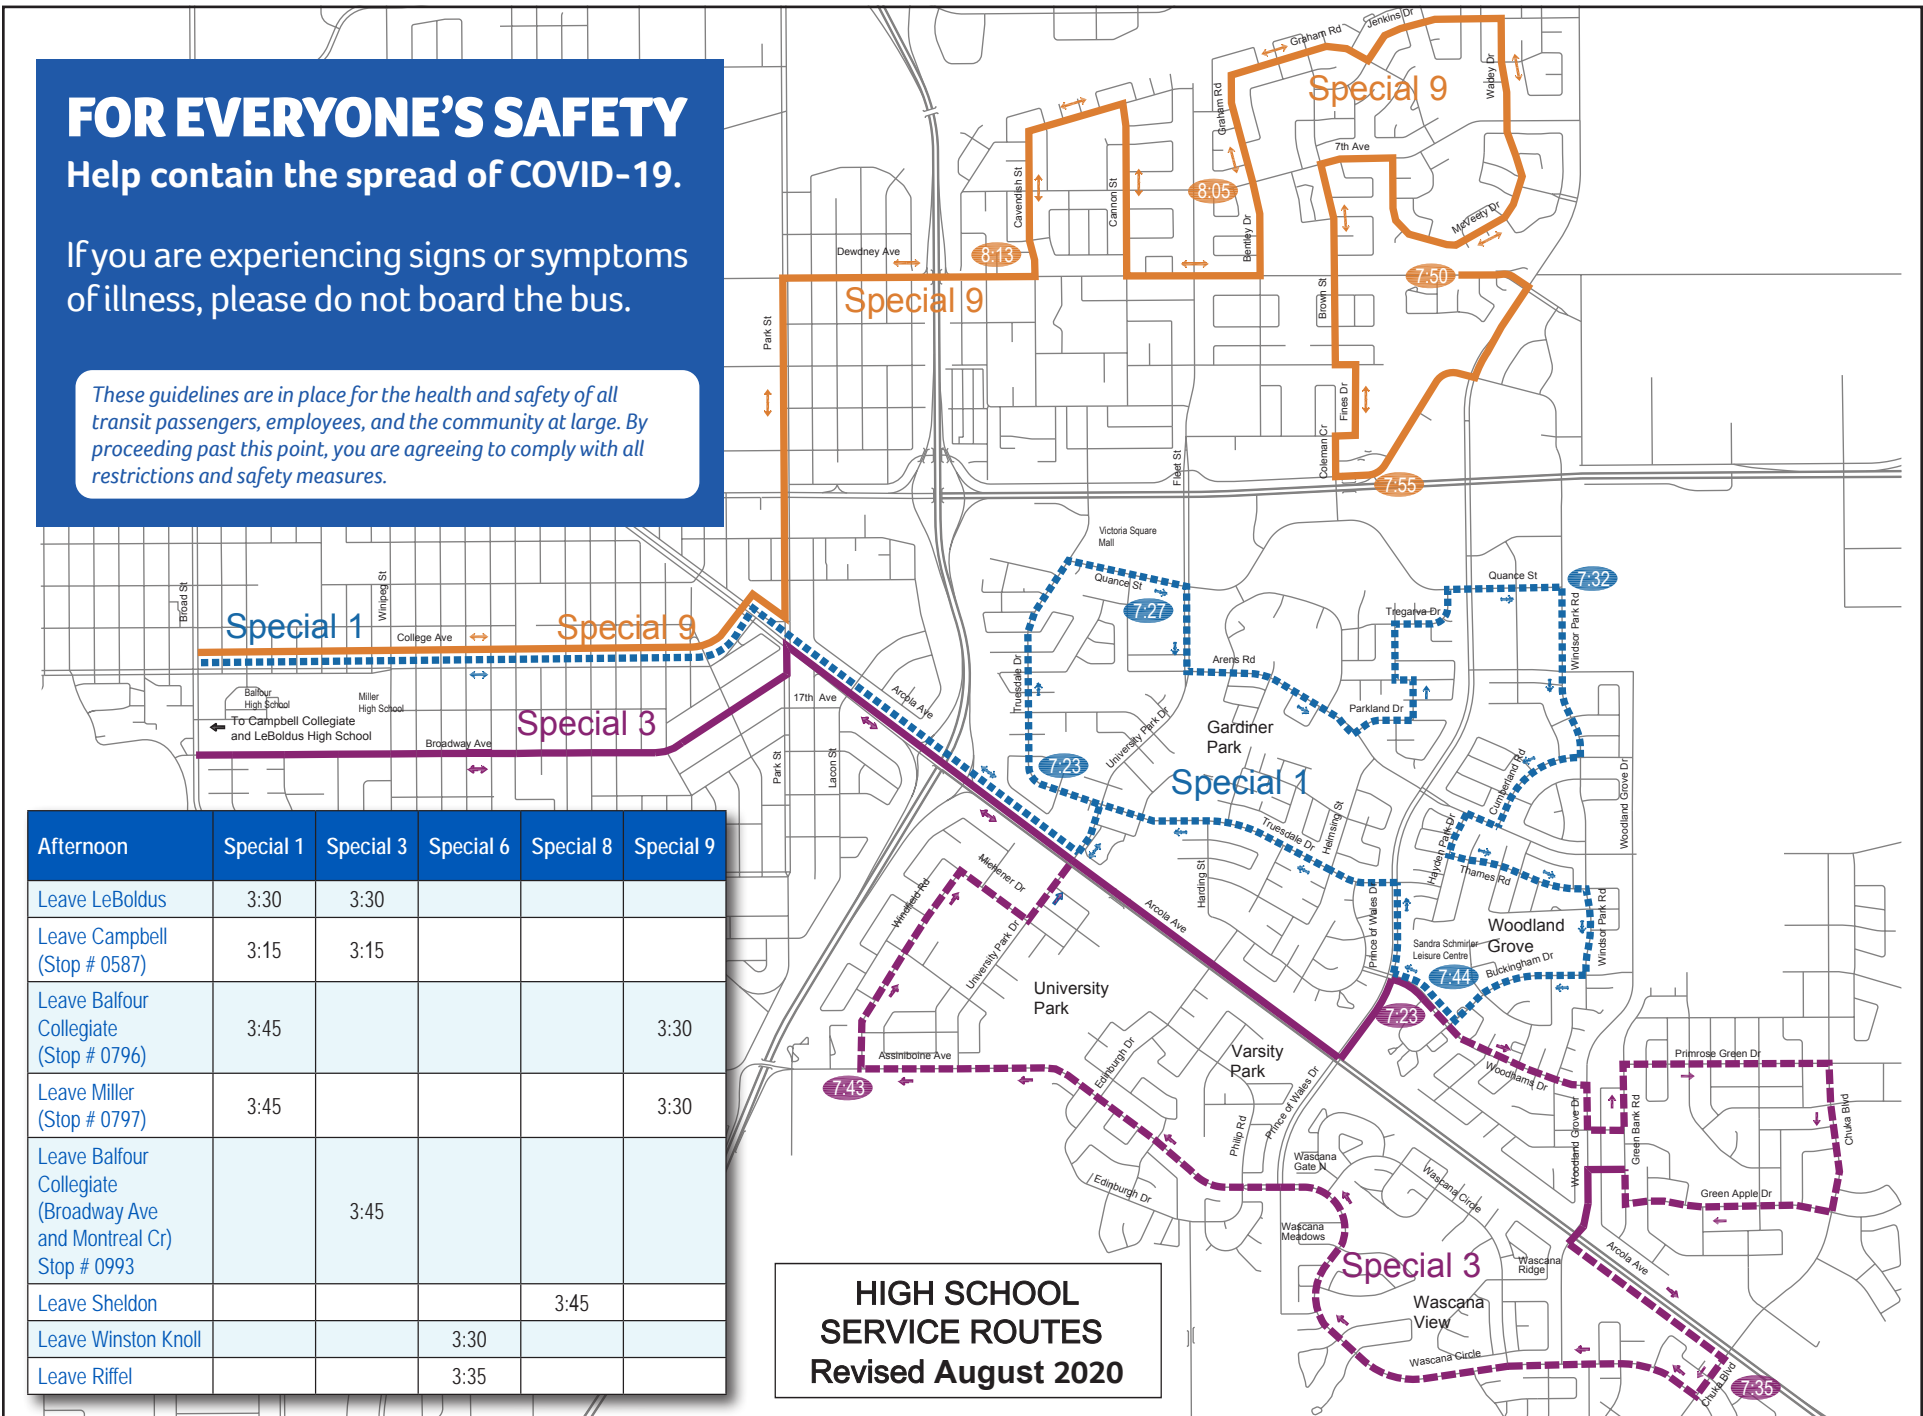 FOR EVERYONE'S SAFETY
Help contain the spread of COVID-19.
If you are experiencing signs or symptoms
of illness, please do not board the bus.
These guidelines are in place for the health and safety of all
transit passengers, employees, and the community at large. By
proceeding past this point, you are agreeing to comply with all
restrictions and safety measures.
Jenkins Dr
Graham Rd
Special 9
Wadey Dr
Graham Rd
7th Ave
8:05
Cavendish St
Cannon St
Bentley Dr
McVeety Dr
Dewdney Ave
8:13
7:50
Special 9
Brown St
Park St
Fines Dr
Coleman Cr
Fleet St
7:55
Victoria Square
Mall
Quance St
7:27
Quance St
7:32
Tregarva Dr
Windsor Park Rd
Broad St
Winnipeg St
Special 1
College Ave
Special 9
Truesdale Dr
Arens Rd
Parkland Dr
Balfour
High School
Miller
High School
To Campbell Collegiate
and LeBoldus High School
Special 3
Broadway Ave
17th Ave
Arcola Ave
Park St
Lacon St
University Park Dr
Gardiner
Park
7:23
Special 1
Cumberland Rd
Woodland Grove Dr
Truesdale Dr
Helmsing St
Hayden Park Dr
Thames Rd
Michener Dr
Windfield Rd
Harding St
Arcola Ave
Prince of Wales Dr
Woodland
Grove
Windsor Park Rd
Sandra Schmirler
Leisure Centre
Buckingham Dr
7:44
University Park Dr
University
Park
7:23
Assiniboine Ave
7:43
Edinburgh Dr
Varsity
Park
Prince of Wales Dr
Philip Rd
Woodhams Dr
Primrose Green Dr
Woodland Grove Dr
Green Bank Rd
Chuka Blvd
Wascana
Gate N
Wascana Circle
Edinburgh Dr
Green Apple Dr
Wascana
Meadows
Arcola Ave
Special 3
Wascana
Ridge
Wascana
View
Wascana Circle
Chuka Blvd
7:35
Afternoon Special 1 Special 3 Special 6 Special 8 Special 9
Leave LeBoldus 3:30 3:30
Leave Campbell
(Stop # 0587) 3:15 3:15
Leave Balfour
Collegiate
(Stop # 0796) 3:45 3:30
Leave Miller
(Stop # 0797) 3:45 3:30
Leave Balfour
Collegiate
(Broadway Ave
and Montreal Cr)
Stop # 0993 3:45
Leave Sheldon 3:45
Leave Winston Knoll 3:30
Leave Riffel 3:35
HIGH SCHOOL
SERVICE ROUTES
Revised August 2020